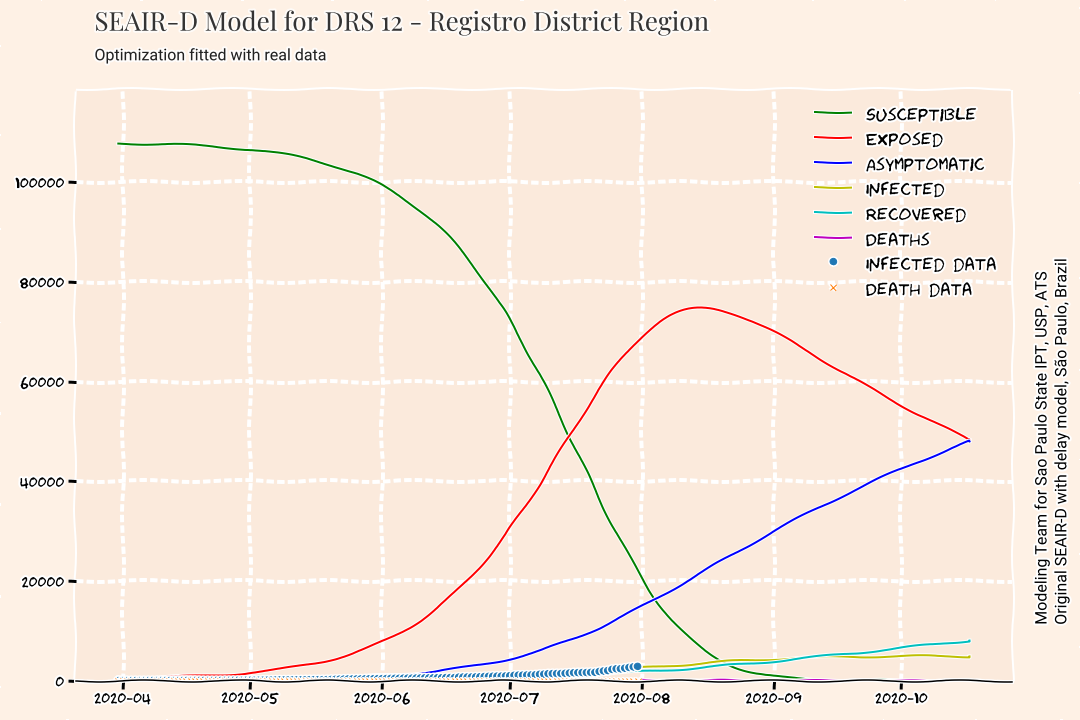 SEAIR-D Model for DRS 12 - Registro District Region
Optimization fitted with real data
SUSCEPTIBLE
EXPOSED
ASYMPTOMATIC
INFECTED
RECOVERED
DEATHS
INFECTED DATA
DEATH DATA
100000
80000
60000
40000
20000
0
2020-04 2020-05 2020-06 2020-07 2020-08 2020-09 2020-10
Modeling Team for Sao Paulo State IPT, USP, ATS
Original SEAIR-D with delay model, São Paulo, Brazil